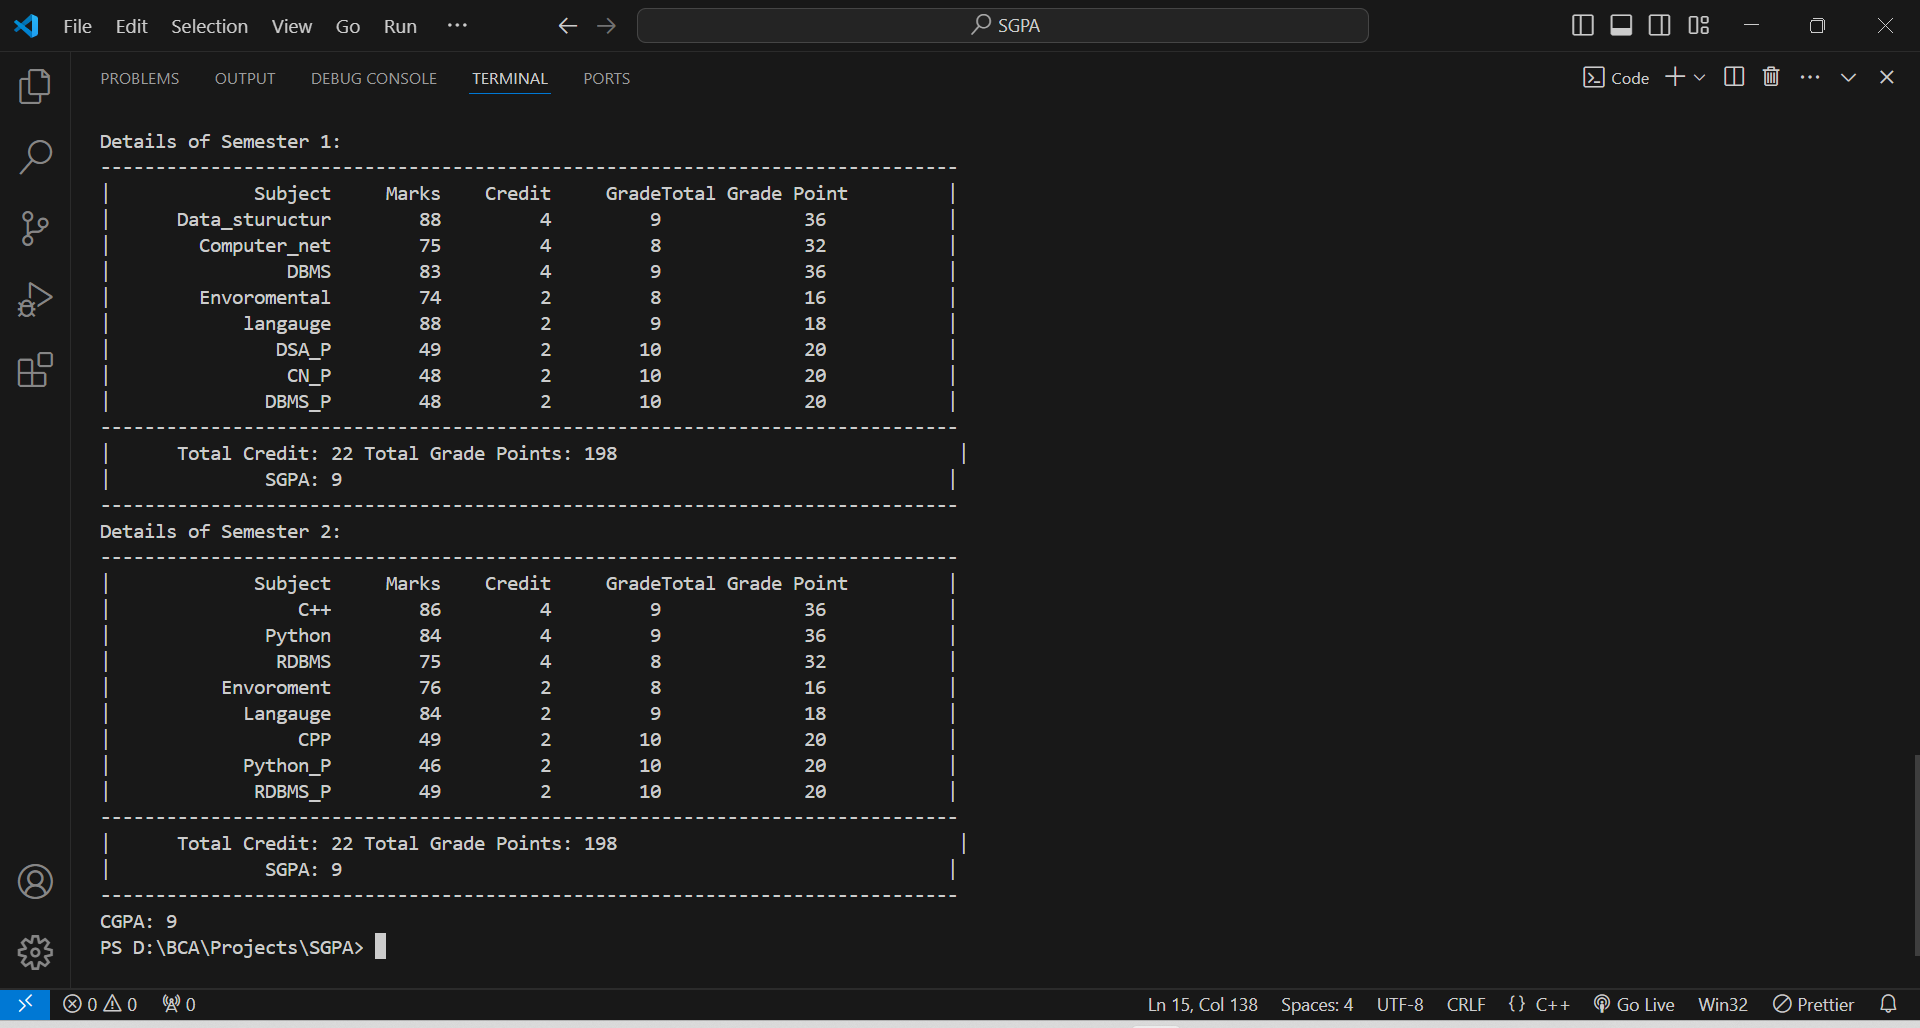 File Edit Selection View Go Run ··· SGPA
PROBLEMS OUTPUT DEBUG CONSOLE TERMINAL PORTS Code
Details of Semester 1:
------------------------------------------------------------------------------
| Subject Marks Credit GradeTotal Grade Point |
| Data_stuructur 88 4 9 36 |
| Computer_net 75 4 8 32 |
| DBMS 83 4 9 36 |
| Envoromental 74 2 8 16 |
| langauge 88 2 9 18 |
| DSA_P 49 2 10 20 |
| CN_P 48 2 10 20 |
| DBMS_P 48 2 10 20 |
------------------------------------------------------------------------------
| Total Credit: 22 Total Grade Points: 198 |
| SGPA: 9 |
------------------------------------------------------------------------------
Details of Semester 2:
------------------------------------------------------------------------------
| Subject Marks Credit GradeTotal Grade Point |
| C++ 86 4 9 36 |
| Python 84 4 9 36 |
| RDBMS 75 4 8 32 |
| Envoroment 76 2 8 16 |
| Langauge 84 2 9 18 |
| CPP 49 2 10 20 |
| Python_P 46 2 10 20 |
| RDBMS_P 49 2 10 20 |
------------------------------------------------------------------------------
| Total Credit: 22 Total Grade Points: 198 |
| SGPA: 9 |
------------------------------------------------------------------------------
CGPA: 9
PS D:\BCA\Projects\SGPA>
0 0 0 Ln 15, Col 138 Spaces: 4 UTF-8 CRLF {} C++ Go Live Win32 Prettier